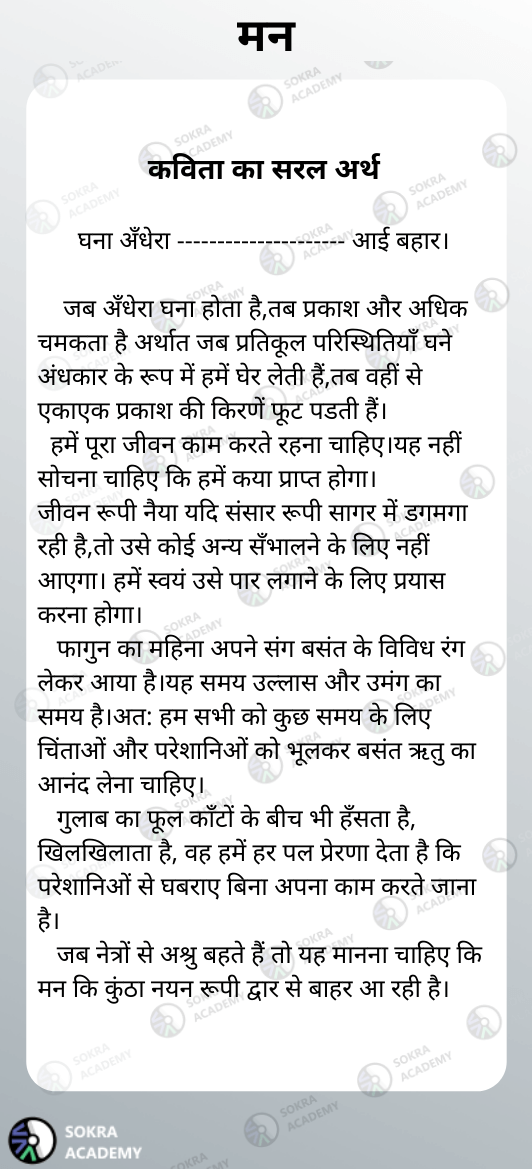 मन
कविता का सरल अर्थ
घना अँधेरा --------------------- आई बहार।
जब अँधेरा घना होता है,तब प्रकाश और अधिक
चमकता है अर्थात जब प्रतिकूल परिस्थितियाँ घने
अंधकार के रूप में हमें घेर लेती हैं,तब वहीं से
एकाएक प्रकाश की किरणें फूट पडती हैं।
हमें पूरा जीवन काम करते रहना चाहिए।यह नहीं
सोचना चाहिए कि हमें कया प्राप्त होगा।
जीवन रूपी नैया यदि संसार रूपी सागर में डगमगा
रही है,तो उसे कोई अन्य सँभालने के लिए नहीं
आएगा। हमें स्वयं उसे पार लगाने के लिए प्रयास
करना होगा।
फागुन का महिना अपने संग बसंत के विविध रंग
लेकर आया है।यह समय उल्लास और उमंग का
समय है।अत: हम सभी को कुछ समय के लिए
चिंताओं और परेशानिओं को भूलकर बसंत ऋतु का
आनंद लेना चाहिए।
गुलाब का फूल काँटों के बीच भी हँसता है,
खिलखिलाता है, वह हमें हर पल प्रेरणा देता है कि
परेशानिओं से घबराए बिना अपना काम करते जाना
है।
जब नेत्रों से अश्रु बहते हैं तो यह मानना चाहिए कि
मन कि कुंठा नयन रूपी द्वार से बाहर आ रही है।
SOKRA
ACADEMY